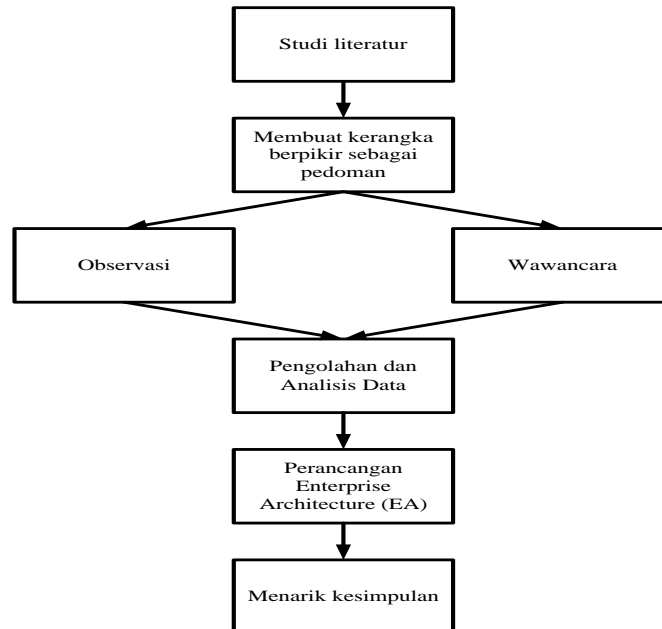 Studi literatur
Membuat kerangka
berpikir sebagai
pedoman
Observasi
Wawancara
Pengolahan dan
Analisis Data
Perancangan
Enterprise
Architecture (EA)
Menarik kesimpulan